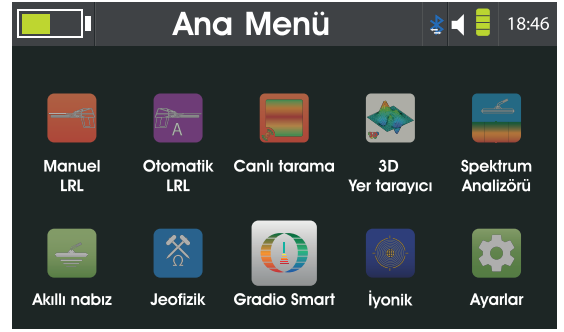 Ana Menü
18:46
Manuel
LRL
A
Otomatik
LRL
Canlı tarama
3D
Yer tarayıcı
Spektrum
Analizörü
Akıllı nabız
Ω
Jeofizik
Gradio Smart
İyonik
Ayarlar